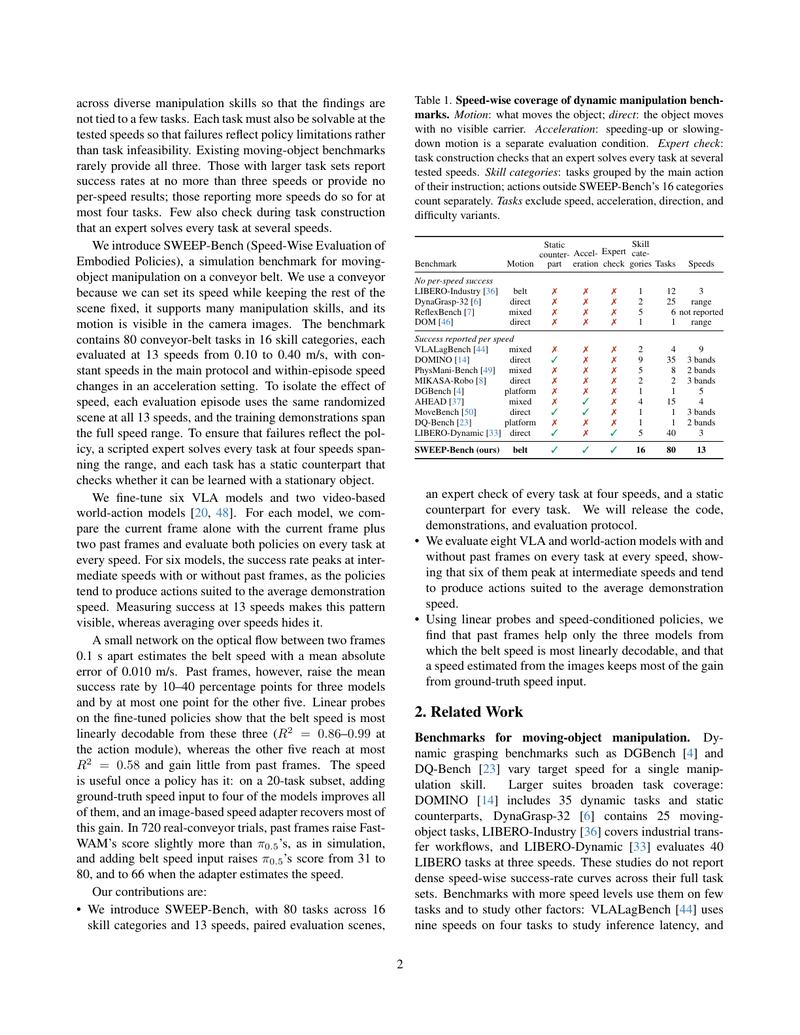 across diverse manipulation skills so that the findings are
not tied to a few tasks. Each task must also be solvable at the
tested speeds so that failures reflect policy limitations rather
than task infeasibility. Existing moving-object benchmarks
rarely provide all three. Those with larger task sets report
success rates at no more than three speeds or provide no
per-speed results; those reporting more speeds do so for at
most four tasks. Few also check during task construction
that an expert solves every task at several speeds.
We introduce SWEEP-Bench (Speed-Wise Evaluation of
Embodied Policies), a simulation benchmark for moving-
object manipulation on a conveyor belt. We use a conveyor
because we can set its speed while keeping the rest of the
scene fixed, it supports many manipulation skills, and its
motion is visible in the camera images. The benchmark
contains 80 conveyor-belt tasks in 16 skill categories, each
evaluated at 13 speeds from 0.10 to 0.40 m/s, with con-
stant speeds in the main protocol and within-episode speed
changes in an acceleration setting. To isolate the effect of
speed, each evaluation episode uses the same randomized
scene at all 13 speeds, and the training demonstrations span
the full speed range. To ensure that failures reflect the pol-
icy, a scripted expert solves every task at four speeds span-
ning the range, and each task has a static counterpart that
checks whether it can be learned with a stationary object.
We fine-tune six VLA models and two video-based
world-action models [20, 48]. For each model, we com-
pare the current frame alone with the current frame plus
two past frames and evaluate both policies on every task at
every speed. For six models, the success rate peaks at inter-
mediate speeds with or without past frames, as the policies
tend to produce actions suited to the average demonstration
speed. Measuring success at 13 speeds makes this pattern
visible, whereas averaging over speeds hides it.
A small network on the optical flow between two frames
0.1 s apart estimates the belt speed with a mean absolute
error of 0.010 m/s. Past frames, however, raise the mean
success rate by 10–40 percentage points for three models
and by at most one point for the other five. Linear probes
on the fine-tuned policies show that the belt speed is most
linearly decodable from these three (R² = 0.86–0.99 at
the action module), whereas the other five reach at most
R² = 0.58 and gain little from past frames. The speed
is useful once a policy has it: on a 20-task subset, adding
ground-truth speed input to four of the models improves all
of them, and an image-based speed adapter recovers most of
this gain. In 720 real-conveyor trials, past frames raise Fast-
WAM's score slightly more than π0.5's, as in simulation,
and adding belt speed input raises π0.5's score from 31 to
80, and to 66 when the adapter estimates the speed.
Our contributions are:
• We introduce SWEEP-Bench, with 80 tasks across 16
skill categories and 13 speeds, paired evaluation scenes,
Table 1. Speed-wise coverage of dynamic manipulation bench-
marks. Motion: what moves the object; direct: the object moves
with no visible carrier. Acceleration: speeding-up or slowing-
down motion is a separate evaluation condition. Expert check:
task construction checks that an expert solves every task at several
tested speeds. Skill categories: tasks grouped by the main action
of their instruction; actions outside SWEEP-Bench's 16 categories
count separately. Tasks exclude speed, acceleration, direction, and
difficulty variants.
Benchmark Motion Static counter-part Accel-eration Expert check Skill cate-gories Tasks Speeds
No per-speed success
LIBERO-Industry [36] belt ✗ ✗ ✗ 1 12 3
DynaGrasp-32 [6] direct ✗ ✗ ✗ 2 25 range
ReflexBench [7] mixed ✗ ✗ ✗ 5 6 not reported
DOM [46] direct ✗ ✗ ✗ 1 1 range
Success reported per speed
VLALagBench [44] mixed ✗ ✗ ✗ 2 4 9
DOMINO [14] direct ✓ ✗ ✗ 9 35 3 bands
PhysMani-Bench [49] mixed ✗ ✗ ✗ 5 8 2 bands
MIKASA-Robo [8] direct ✗ ✗ ✗ 2 2 3 bands
DGBench [4] platform ✗ ✗ ✗ 1 1 5
AHEAD [37] mixed ✗ ✓ ✗ 4 15 4
MoveBench [50] direct ✓ ✓ ✗ 1 1 3 bands
DQ-Bench [23] platform ✗ ✗ ✗ 1 1 2 bands
LIBERO-Dynamic [33] direct ✓ ✗ ✓ 5 40 3
SWEEP-Bench (ours) belt ✓ ✓ ✓ 16 80 13
an expert check of every task at four speeds, and a static
counterpart for every task. We will release the code,
demonstrations, and evaluation protocol.
• We evaluate eight VLA and world-action models with and
without past frames on every task at every speed, show-
ing that six of them peak at intermediate speeds and tend
to produce actions suited to the average demonstration
speed.
• Using linear probes and speed-conditioned policies, we
find that past frames help only the three models from
which the belt speed is most linearly decodable, and that
a speed estimated from the images keeps most of the gain
from ground-truth speed input.
2. Related Work
Benchmarks for moving-object manipulation. Dy-
namic grasping benchmarks such as DGBench [4] and
DQ-Bench [23] vary target speed for a single manip-
ulation skill. Larger suites broaden task coverage:
DOMINO [14] includes 35 dynamic tasks and static
counterparts, DynaGrasp-32 [6] contains 25 moving-
object tasks, LIBERO-Industry [36] covers industrial trans-
fer workflows, and LIBERO-Dynamic [33] evaluates 40
LIBERO tasks at three speeds. These studies do not report
dense speed-wise success-rate curves across their full task
sets. Benchmarks with more speed levels use them on few
tasks and to study other factors: VLALagBench [44] uses
nine speeds on four tasks to study inference latency, and
2